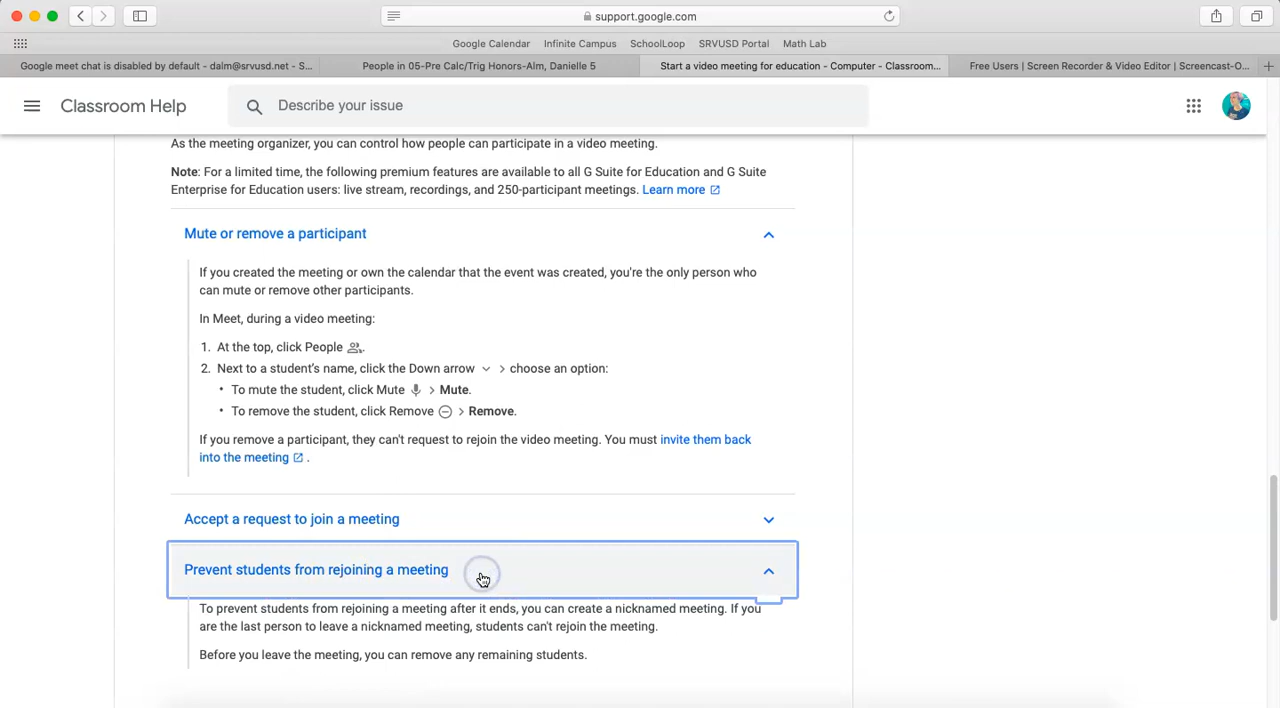 support.google.com
Google Calendar Infinite Campus SchoolLoop SRVUSD Portal Math Lab
Google meet chat is disabled by default - dalm@srvusd.net - S... People in 05-Pre Calc/Trig Honors-Alm, Danielle 5 Start a video meeting for education - Computer - Classroom... Free Users | Screen Recorder & Video Editor | Screencast-O...
Classroom Help Describe your issue
As the meeting organizer, you can control how people can participate in a video meeting.
Note: For a limited time, the following premium features are available to all G Suite for Education and G Suite
Enterprise for Education users: live stream, recordings, and 250-participant meetings. Learn more
Mute or remove a participant
If you created the meeting or own the calendar that the event was created, you're the only person who
can mute or remove other participants.
In Meet, during a video meeting:
1. At the top, click People .
2. Next to a student's name, click the Down arrow > choose an option:
• To mute the student, click Mute > Mute.
• To remove the student, click Remove > Remove.
If you remove a participant, they can't request to rejoin the video meeting. You must invite them back
into the meeting .
Accept a request to join a meeting
Prevent students from rejoining a meeting
To prevent students from rejoining a meeting after it ends, you can create a nicknamed meeting. If you
are the last person to leave a nicknamed meeting, students can't rejoin the meeting.
Before you leave the meeting, you can remove any remaining students.